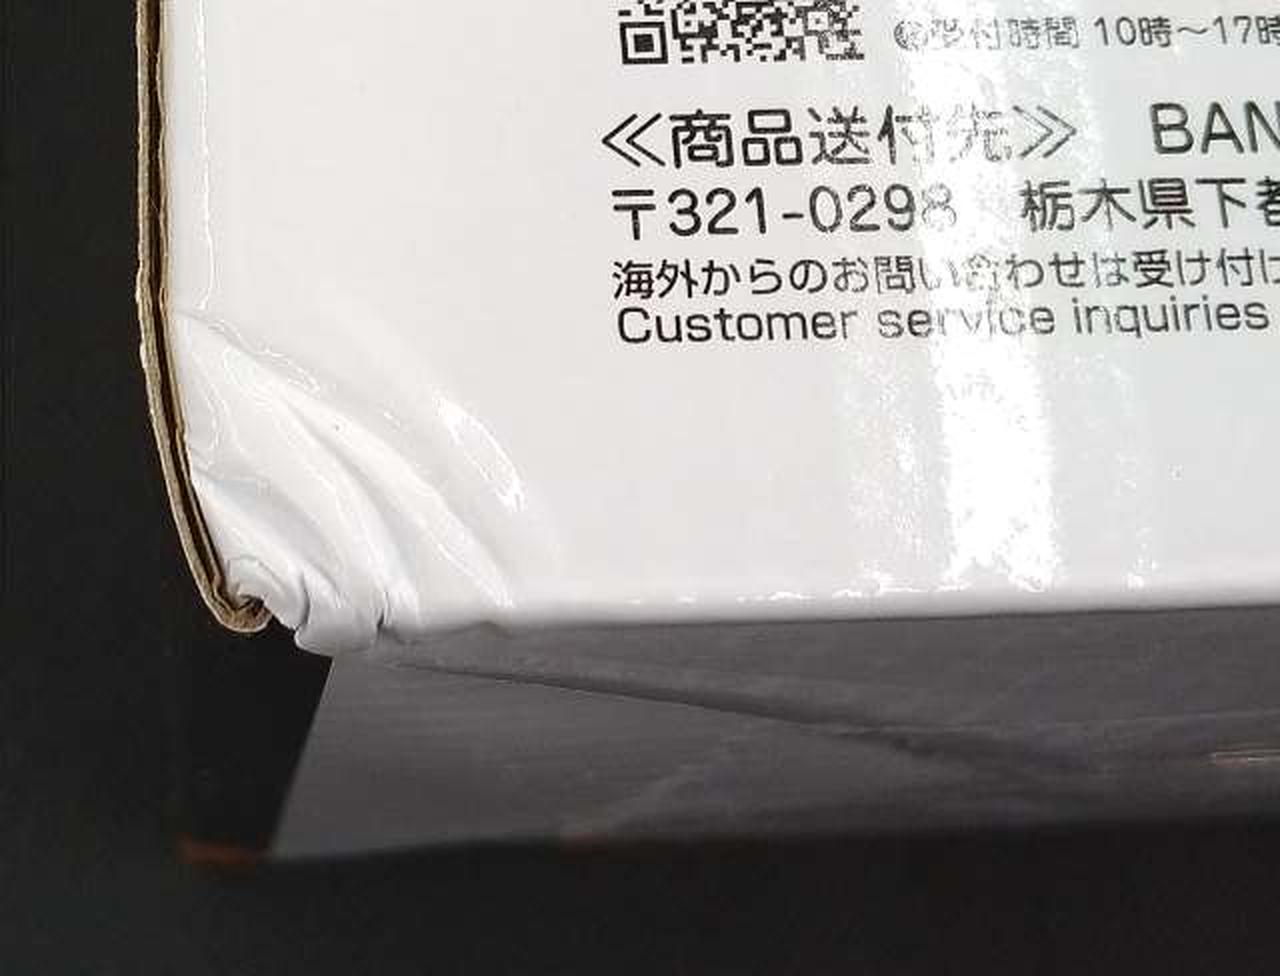 受付時間 10時～17時
≪商品送付先≫ BAN
〒321-0298 栃木県下都
海外からのお問い合わせは受け付け
Customer service inquiries